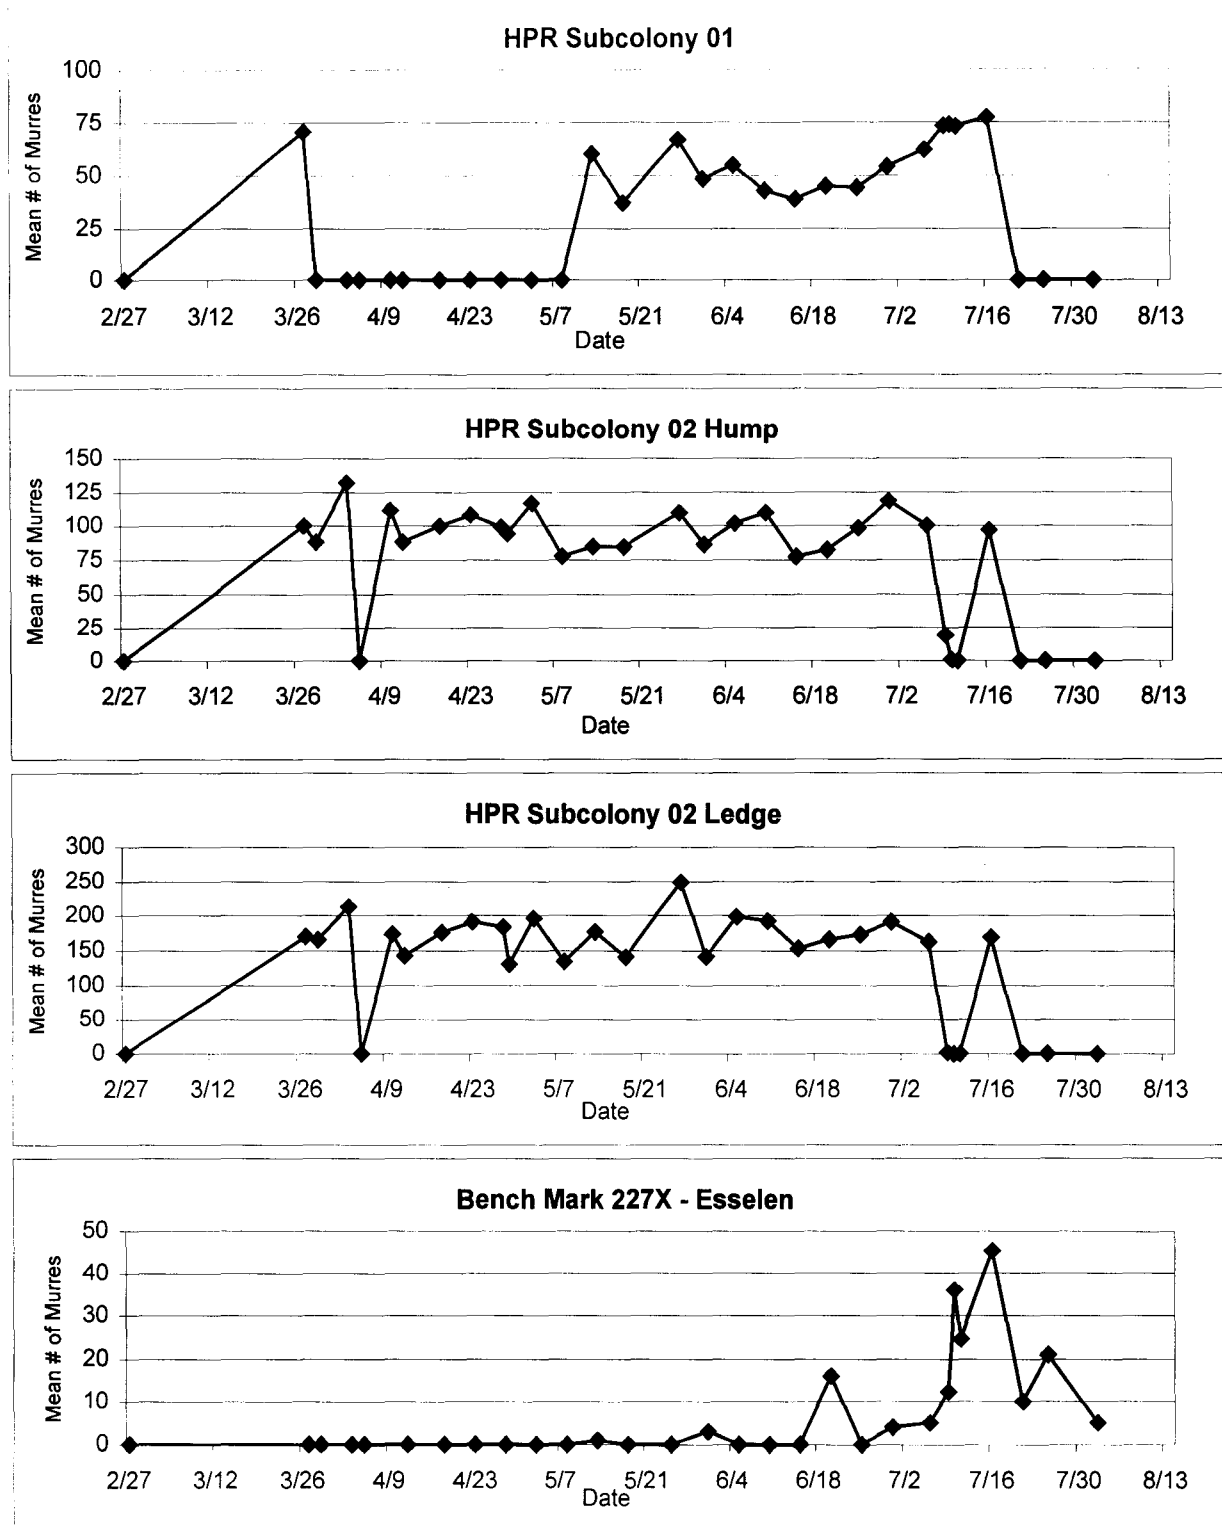 HPR Subcolony 01
Mean # of Murres
100
75
50
25
0
2/27 3/12 3/26 4/9 4/23 5/7 5/21 6/4 6/18 7/2 7/16 7/30 8/13
Date
HPR Subcolony 02 Hump
Mean # of Murres
150
125
100
75
50
25
0
2/27 3/12 3/26 4/9 4/23 5/7 5/21 6/4 6/18 7/2 7/16 7/30 8/13
Date
HPR Subcolony 02 Ledge
Mean # of Murres
300
250
200
150
100
50
0
2/27 3/12 3/26 4/9 4/23 5/7 5/21 6/4 6/18 7/2 7/16 7/30 8/13
Date
Bench Mark 227X - Esselen
Mean # of Murres
50
40
30
20
10
0
2/27 3/12 3/26 4/9 4/23 5/7 5/21 6/4 6/18 7/2 7/16 7/30 8/13
Date